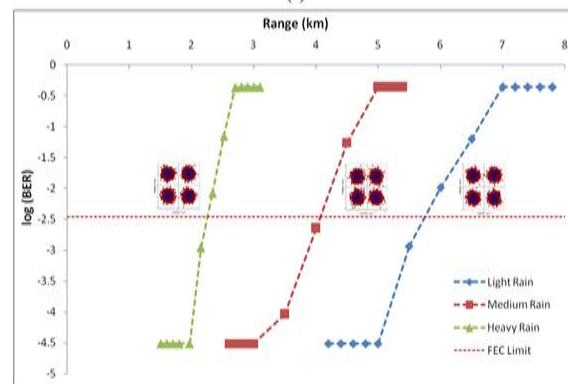 Range (km)
0 1 2 3 4 5 6 7 8
0
-0.5
-1
-1.5
-2
-2.5
-3
-3.5
-4
-4.5
-5
log (BER)
Light Rain
Medium Rain
Heavy Rain
FEC Limit